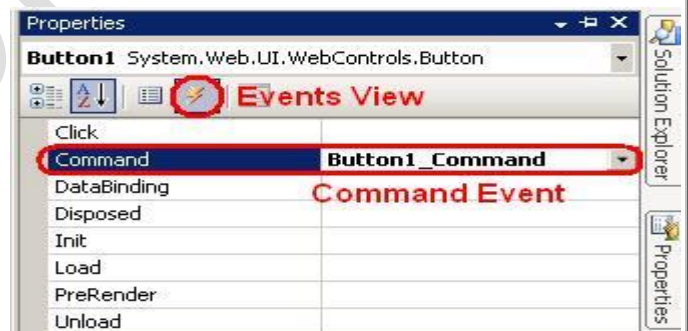 Properties
Button1 System.Web.UI.WebControls.Button
Events View
Click
Command Button1_Command
Command Event
DataBinding
Disposed
Init
Load
PreRender
Unload
Solution Explorer
Properties